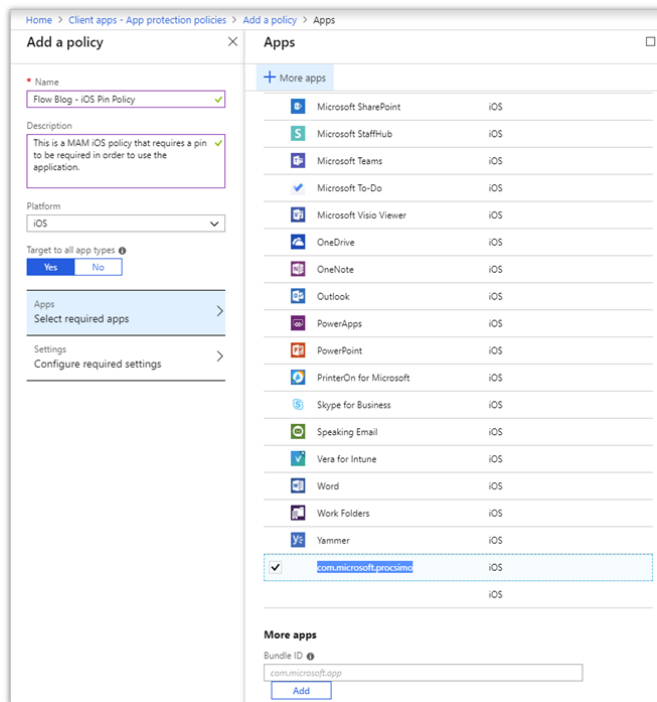 Home > Client apps - App protection policies > Add a policy > Apps
Add a policy
* Name
Flow Blog - iOS Pin Policy
Description
This is a MAM iOS policy that requires a pin
to be required in order to use the
application.
Platform
iOS
Target to all app types
Yes No
Apps
Select required apps
Settings
Configure required settings
Apps
+ More apps
Microsoft SharePoint iOS
Microsoft StaffHub iOS
Microsoft Teams iOS
Microsoft To-Do iOS
Microsoft Visio Viewer iOS
OneDrive iOS
OneNote iOS
Outlook iOS
PowerApps iOS
PowerPoint iOS
PrinterOn for Microsoft iOS
Skype for Business iOS
Speaking Email iOS
Vera for Intune iOS
Word iOS
Work Folders iOS
Yammer iOS
com.microsoft.procsimo iOS
iOS
More apps
Bundle ID
com.microsoft.app
Add